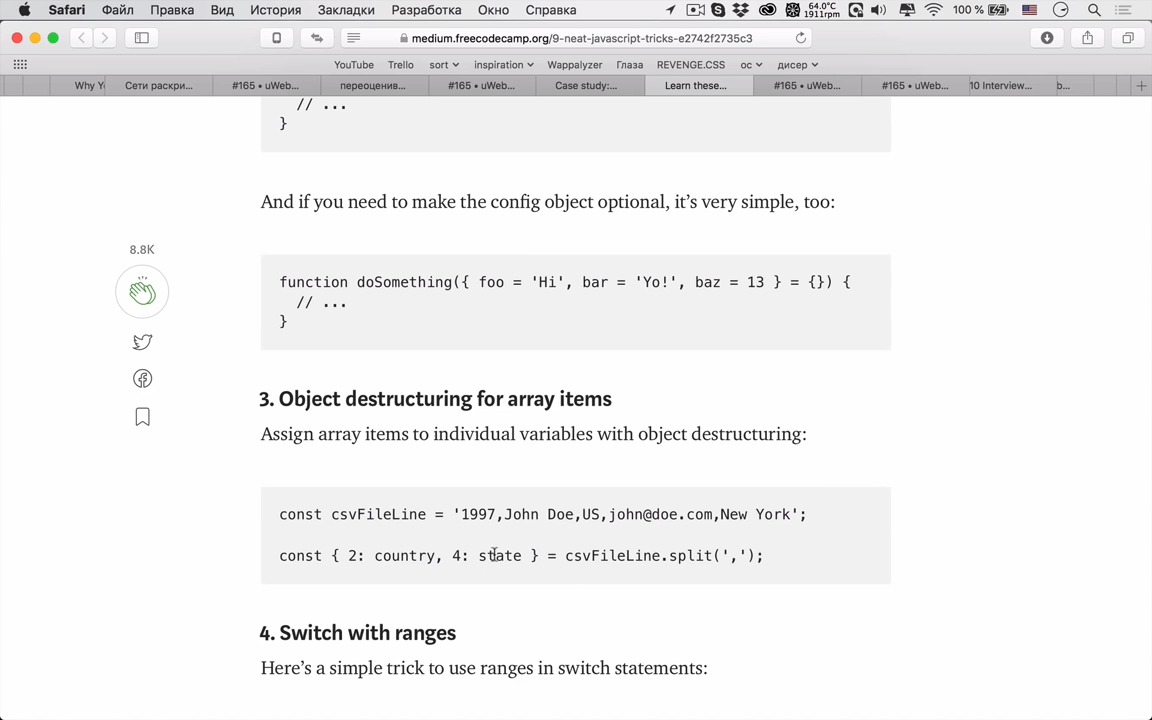 Safari Файл Правка Вид История Закладки Разработка Окно Справка 64.0°C 1911rpm 100 %
medium.freecodecamp.org/9-neat-javascript-tricks-e2742f2735c3
YouTube Trello sort inspiration Wappalyzer Глаза REVENGE.CSS ос дисер
Why Y Сети раскри... #165 • uWeb... переоценив... #165 • uWeb... Case study:... Learn these... #165 • uWeb... #165 • uWeb... 10 Interview... b...
// ...
}
And if you need to make the config object optional, it’s very simple, too:
8.8K
function doSomething({ foo = 'Hi', bar = 'Yo!', baz = 13 } = {}) {
// ...
}
3. Object destructuring for array items
Assign array items to individual variables with object destructuring:
const csvFileLine = '1997,John Doe,US,john@doe.com,New York';
const { 2: country, 4: state } = csvFileLine.split(',');
4. Switch with ranges
Here’s a simple trick to use ranges in switch statements: